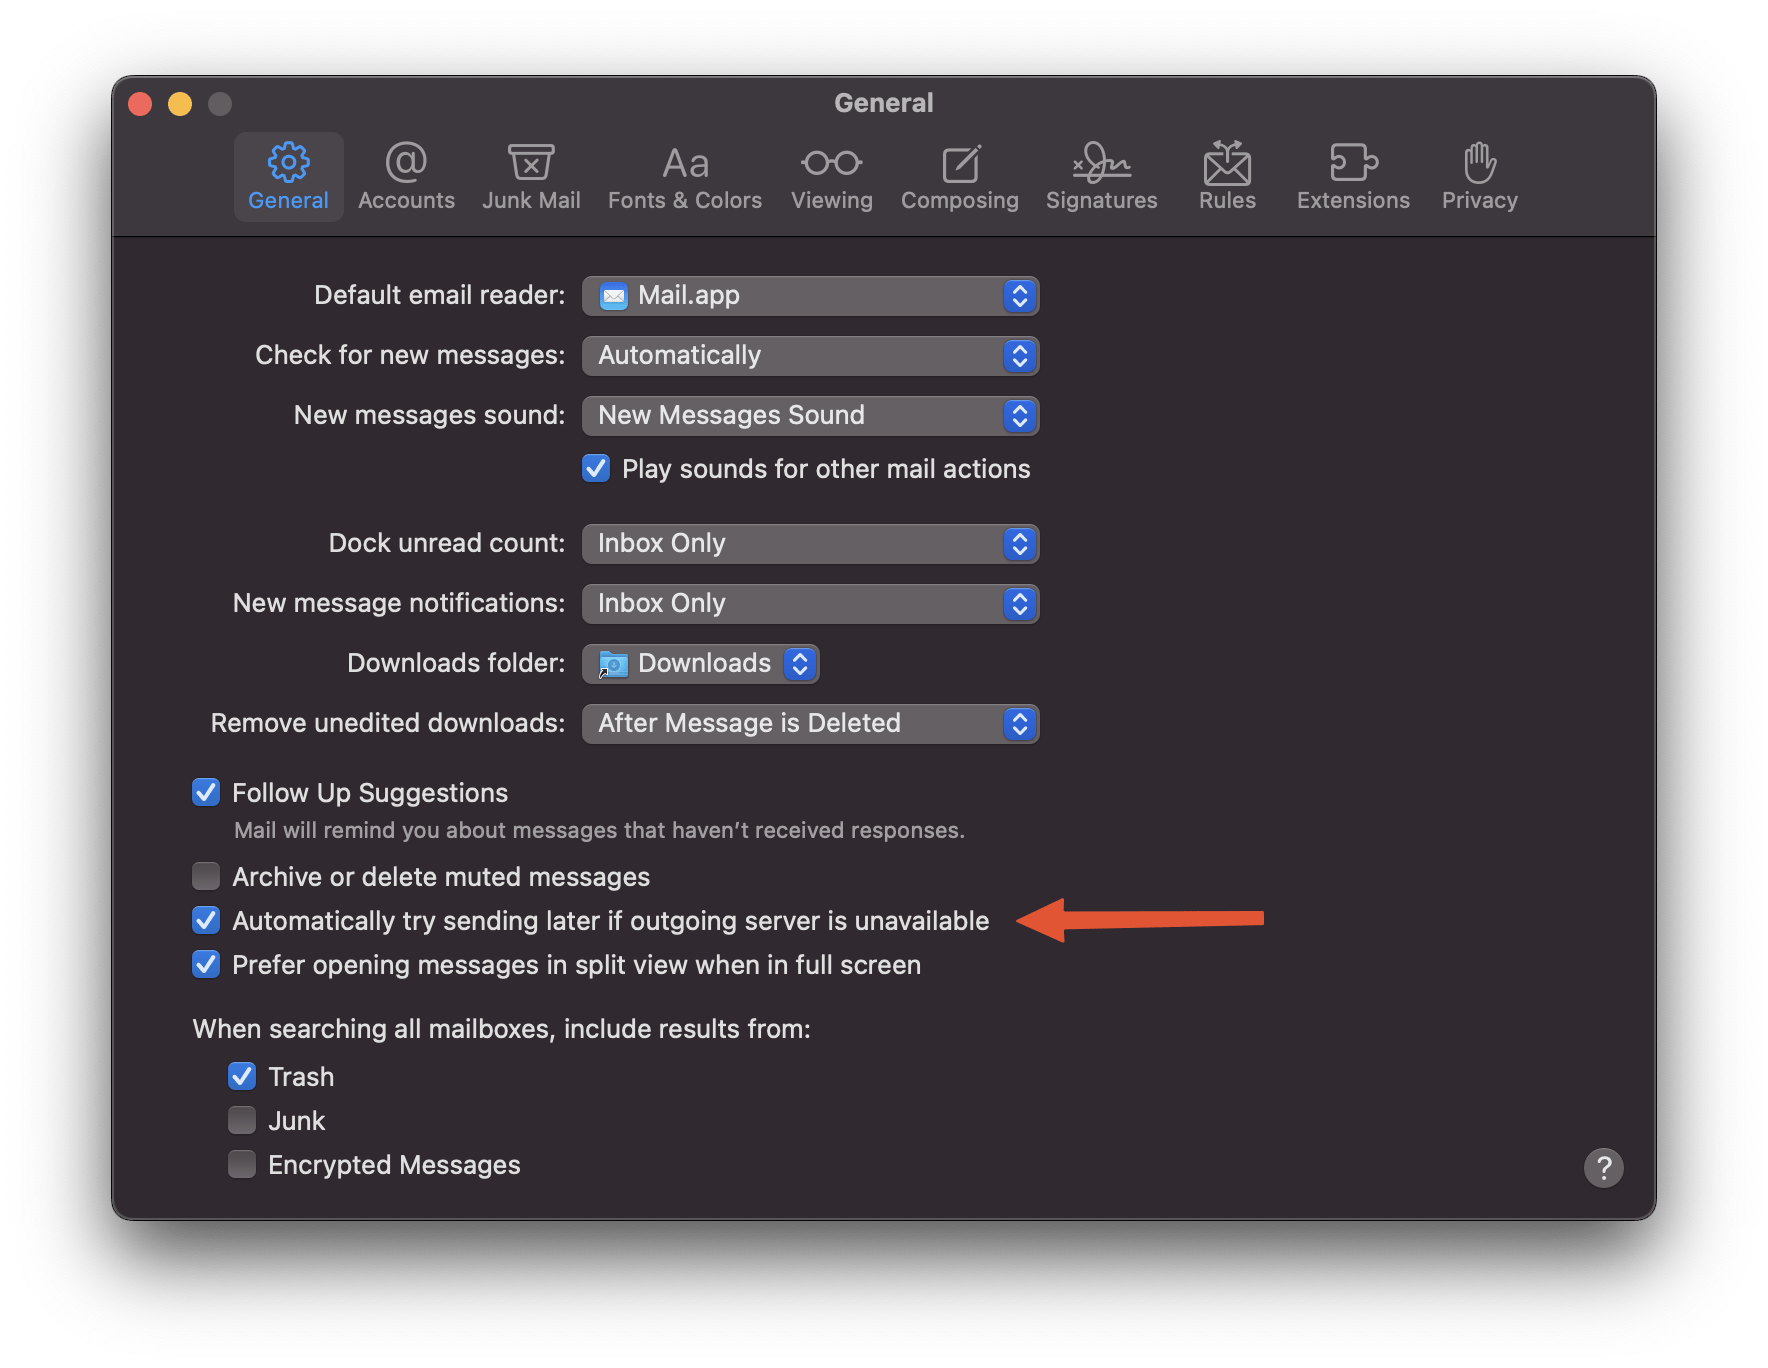 General
General Accounts Junk Mail Fonts & Colors Viewing Composing Signatures Rules Extensions Privacy
Default email reader: Mail.app
Check for new messages: Automatically
New messages sound: New Messages Sound
Play sounds for other mail actions
Dock unread count: Inbox Only
New message notifications: Inbox Only
Downloads folder: Downloads
Remove unedited downloads: After Message is Deleted
Follow Up Suggestions
Mail will remind you about messages that haven't received responses.
Archive or delete muted messages
Automatically try sending later if outgoing server is unavailable
Prefer opening messages in split view when in full screen
When searching all mailboxes, include results from:
Trash
Junk
Encrypted Messages
?